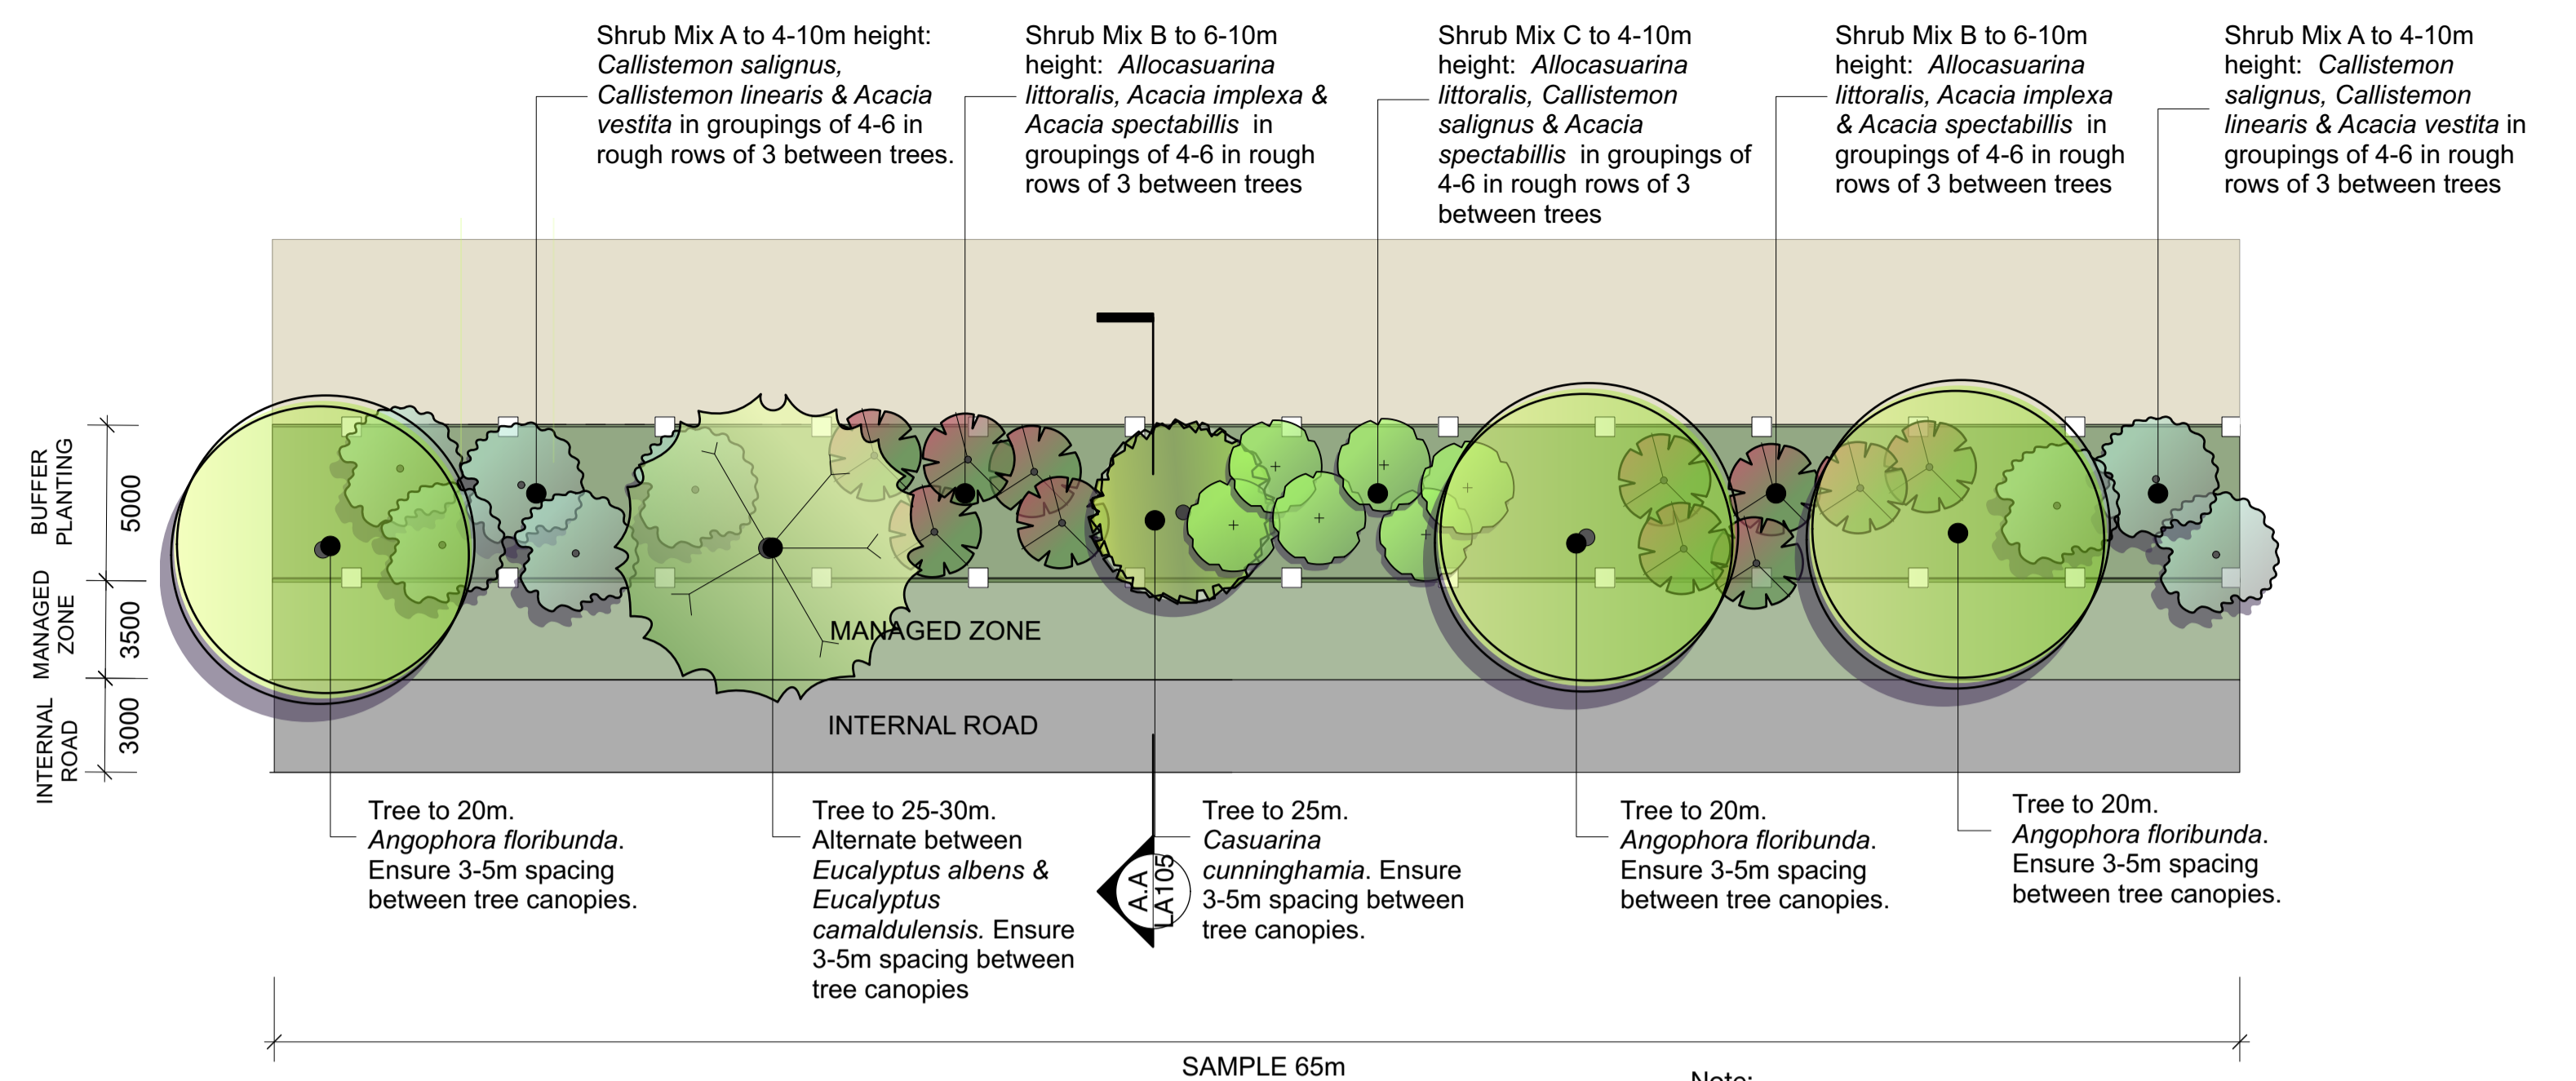 Shrub Mix A to 4-10m height:
Callistemon salignus,
Callistemon linearis & Acacia
vestita in groupings of 4-6 in
rough rows of 3 between trees.
Shrub Mix B to 6-10m
height: Allocasuarina
littoralis, Acacia implexa &
Acacia spectabillis in
groupings of 4-6 in rough
rows of 3 between trees
Shrub Mix C to 4-10m
height: Allocasuarina
littoralis, Callistemon
salignus & Acacia
spectabillis in groupings of
4-6 in rough rows of 3
between trees
Shrub Mix B to 6-10m
height: Allocasuarina
littoralis, Acacia implexa
& Acacia spectabillis in
groupings of 4-6 in rough
rows of 3 between trees
Shrub Mix A to 4-10m
height: Callistemon
salignus, Callistemon
linearis & Acacia vestita in
groupings of 4-6 in rough
rows of 3 between trees
BUFFER
PLANTING
5000
MANAGED
ZONE
3500
INTERNAL
ROAD
3000
MANAGED ZONE
INTERNAL ROAD
Tree to 20m.
Angophora floribunda.
Ensure 3-5m spacing
between tree canopies.
Tree to 25-30m.
Alternate between
Eucalyptus albens &
Eucalyptus
camaldulensis. Ensure
3-5m spacing between
tree canopies
A.A
LA105
Tree to 25m.
Casuarina
cunninghamia. Ensure
3-5m spacing between
tree canopies.
Tree to 20m.
Angophora floribunda.
Ensure 3-5m spacing
between tree canopies.
Tree to 20m.
Angophora floribunda.
Ensure 3-5m spacing
between tree canopies.
SAMPLE 65m
Note: